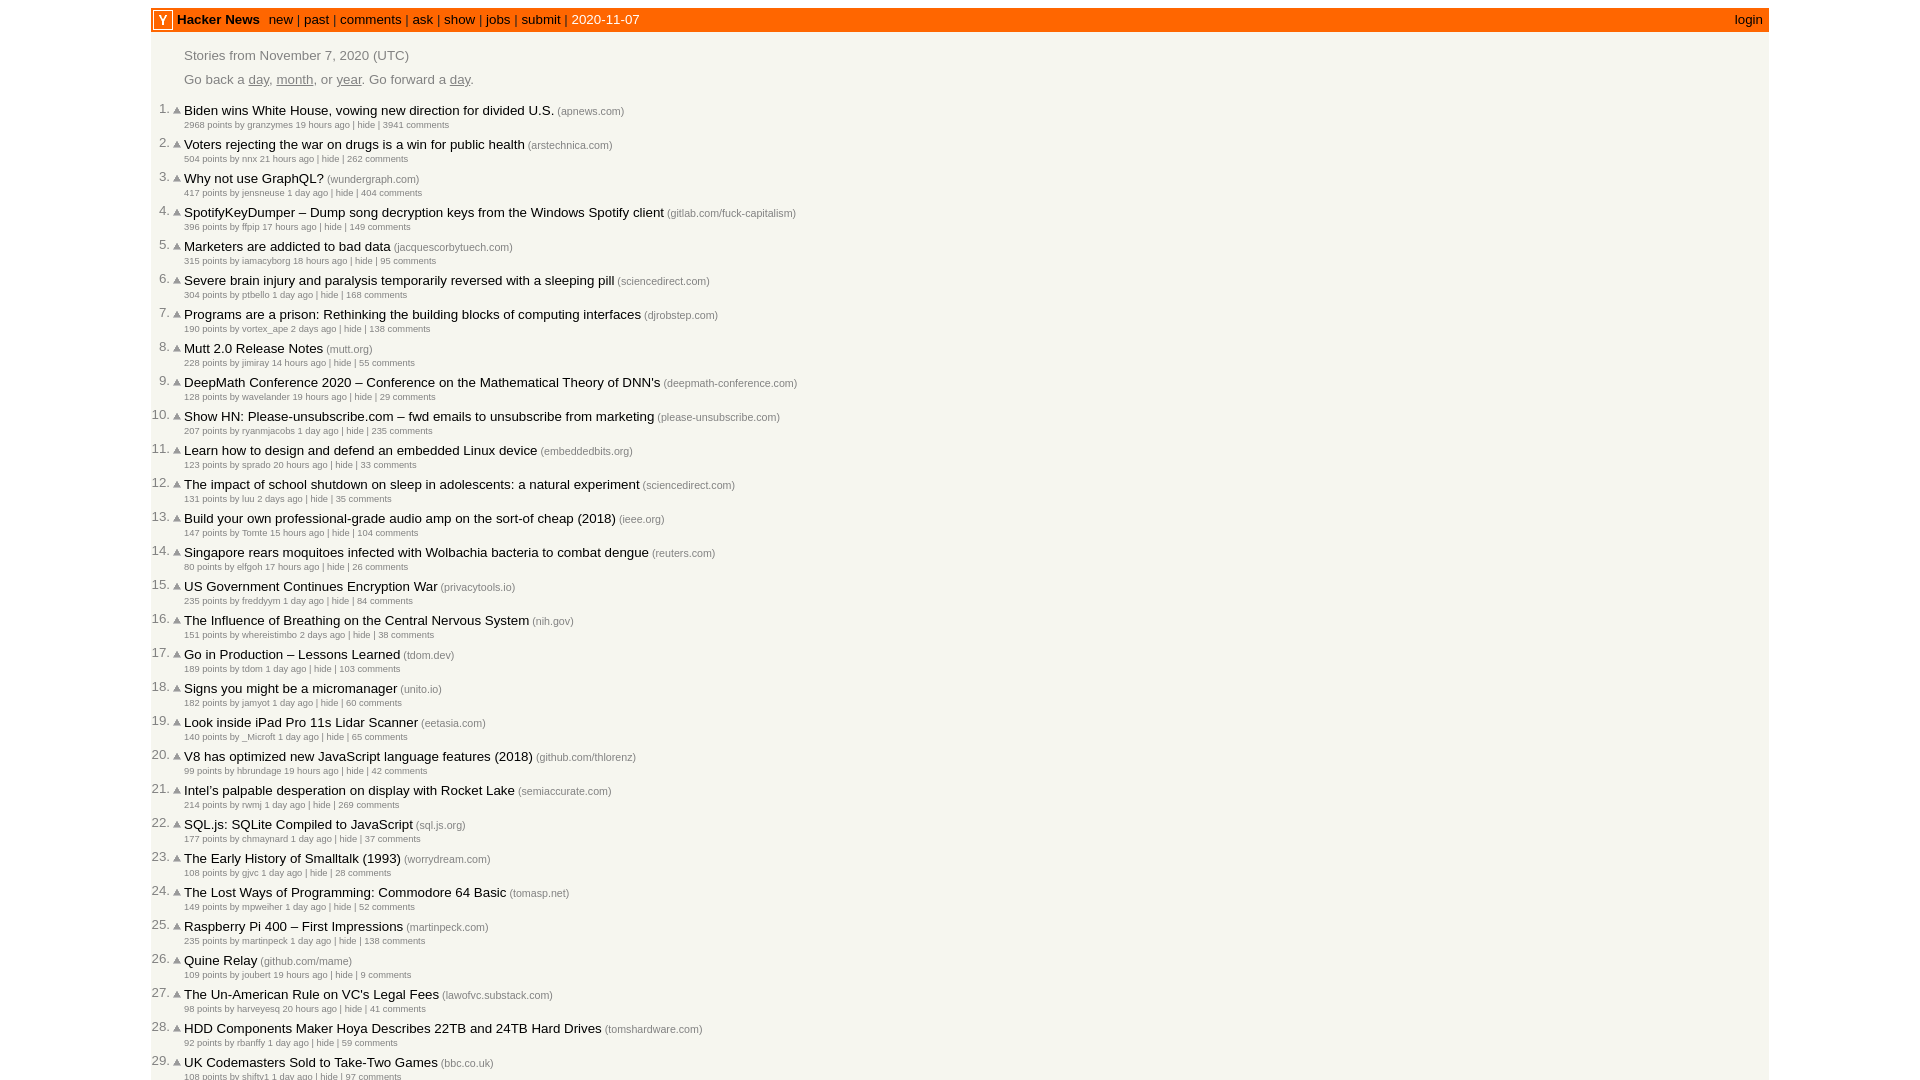 Y Hacker News new | past | comments | ask | show | jobs | submit | 2020-11-07 login
Stories from November 7, 2020 (UTC)
Go back a day, month, or year. Go forward a day.
1. Biden wins White House, vowing new direction for divided U.S. (apnews.com)
2968 points by granzymes 19 hours ago | hide | 3941 comments
2. Voters rejecting the war on drugs is a win for public health (arstechnica.com)
504 points by nnx 21 hours ago | hide | 262 comments
3. Why not use GraphQL? (wundergraph.com)
417 points by jensneuse 1 day ago | hide | 404 comments
4. SpotifyKeyDumper – Dump song decryption keys from the Windows Spotify client (gitlab.com/fuck-capitalism)
396 points by ffpip 17 hours ago | hide | 149 comments
5. Marketers are addicted to bad data (jacquescorbytuech.com)
315 points by iamacyborg 18 hours ago | hide | 95 comments
6. Severe brain injury and paralysis temporarily reversed with a sleeping pill (sciencedirect.com)
304 points by ptbello 1 day ago | hide | 168 comments
7. Programs are a prison: Rethinking the building blocks of computing interfaces (djrobstep.com)
190 points by vortex_ape 2 days ago | hide | 138 comments
8. Mutt 2.0 Release Notes (mutt.org)
228 points by jimiray 14 hours ago | hide | 55 comments
9. DeepMath Conference 2020 – Conference on the Mathematical Theory of DNN's (deepmath-conference.com)
128 points by wavelander 19 hours ago | hide | 29 comments
10. Show HN: Please-unsubscribe.com – fwd emails to unsubscribe from marketing (please-unsubscribe.com)
207 points by ryanmjacobs 1 day ago | hide | 235 comments
11. Learn how to design and defend an embedded Linux device (embeddedbits.org)
123 points by sprado 20 hours ago | hide | 33 comments
12. The impact of school shutdown on sleep in adolescents: a natural experiment (sciencedirect.com)
131 points by luu 2 days ago | hide | 35 comments
13. Build your own professional-grade audio amp on the sort-of cheap (2018) (ieee.org)
147 points by Tomte 15 hours ago | hide | 104 comments
14. Singapore rears moquitoes infected with Wolbachia bacteria to combat dengue (reuters.com)
80 points by elfgoh 17 hours ago | hide | 26 comments
15. US Government Continues Encryption War (privacytools.io)
235 points by freddyym 1 day ago | hide | 84 comments
16. The Influence of Breathing on the Central Nervous System (nih.gov)
151 points by whereistimbo 2 days ago | hide | 38 comments
17. Go in Production – Lessons Learned (tdom.dev)
189 points by tdom 1 day ago | hide | 103 comments
18. Signs you might be a micromanager (unito.io)
182 points by jamyot 1 day ago | hide | 60 comments
19. Look inside iPad Pro 11s Lidar Scanner (eetasia.com)
140 points by _Microft 1 day ago | hide | 65 comments
20. V8 has optimized new JavaScript language features (2018) (github.com/thlorenz)
99 points by hbrundage 19 hours ago | hide | 42 comments
21. Intel’s palpable desperation on display with Rocket Lake (semiaccurate.com)
214 points by rwmj 1 day ago | hide | 269 comments
22. SQL.js: SQLite Compiled to JavaScript (sql.js.org)
177 points by chmaynard 1 day ago | hide | 37 comments
23. The Early History of Smalltalk (1993) (worrydream.com)
108 points by gjvc 1 day ago | hide | 28 comments
24. The Lost Ways of Programming: Commodore 64 Basic (tomasp.net)
149 points by mpweiher 1 day ago | hide | 52 comments
25. Raspberry Pi 400 – First Impressions (martinpeck.com)
235 points by martinpeck 1 day ago | hide | 138 comments
26. Quine Relay (github.com/mame)
109 points by joubert 19 hours ago | hide | 9 comments
27. The Un-American Rule on VC's Legal Fees (lawofvc.substack.com)
98 points by harveyesq 20 hours ago | hide | 41 comments
28. HDD Components Maker Hoya Describes 22TB and 24TB Hard Drives (tomshardware.com)
92 points by rbanffy 1 day ago | hide | 59 comments
29. UK Codemasters Sold to Take-Two Games (bbc.co.uk)
108 points by shifty1 1 day ago | hide | 97 comments